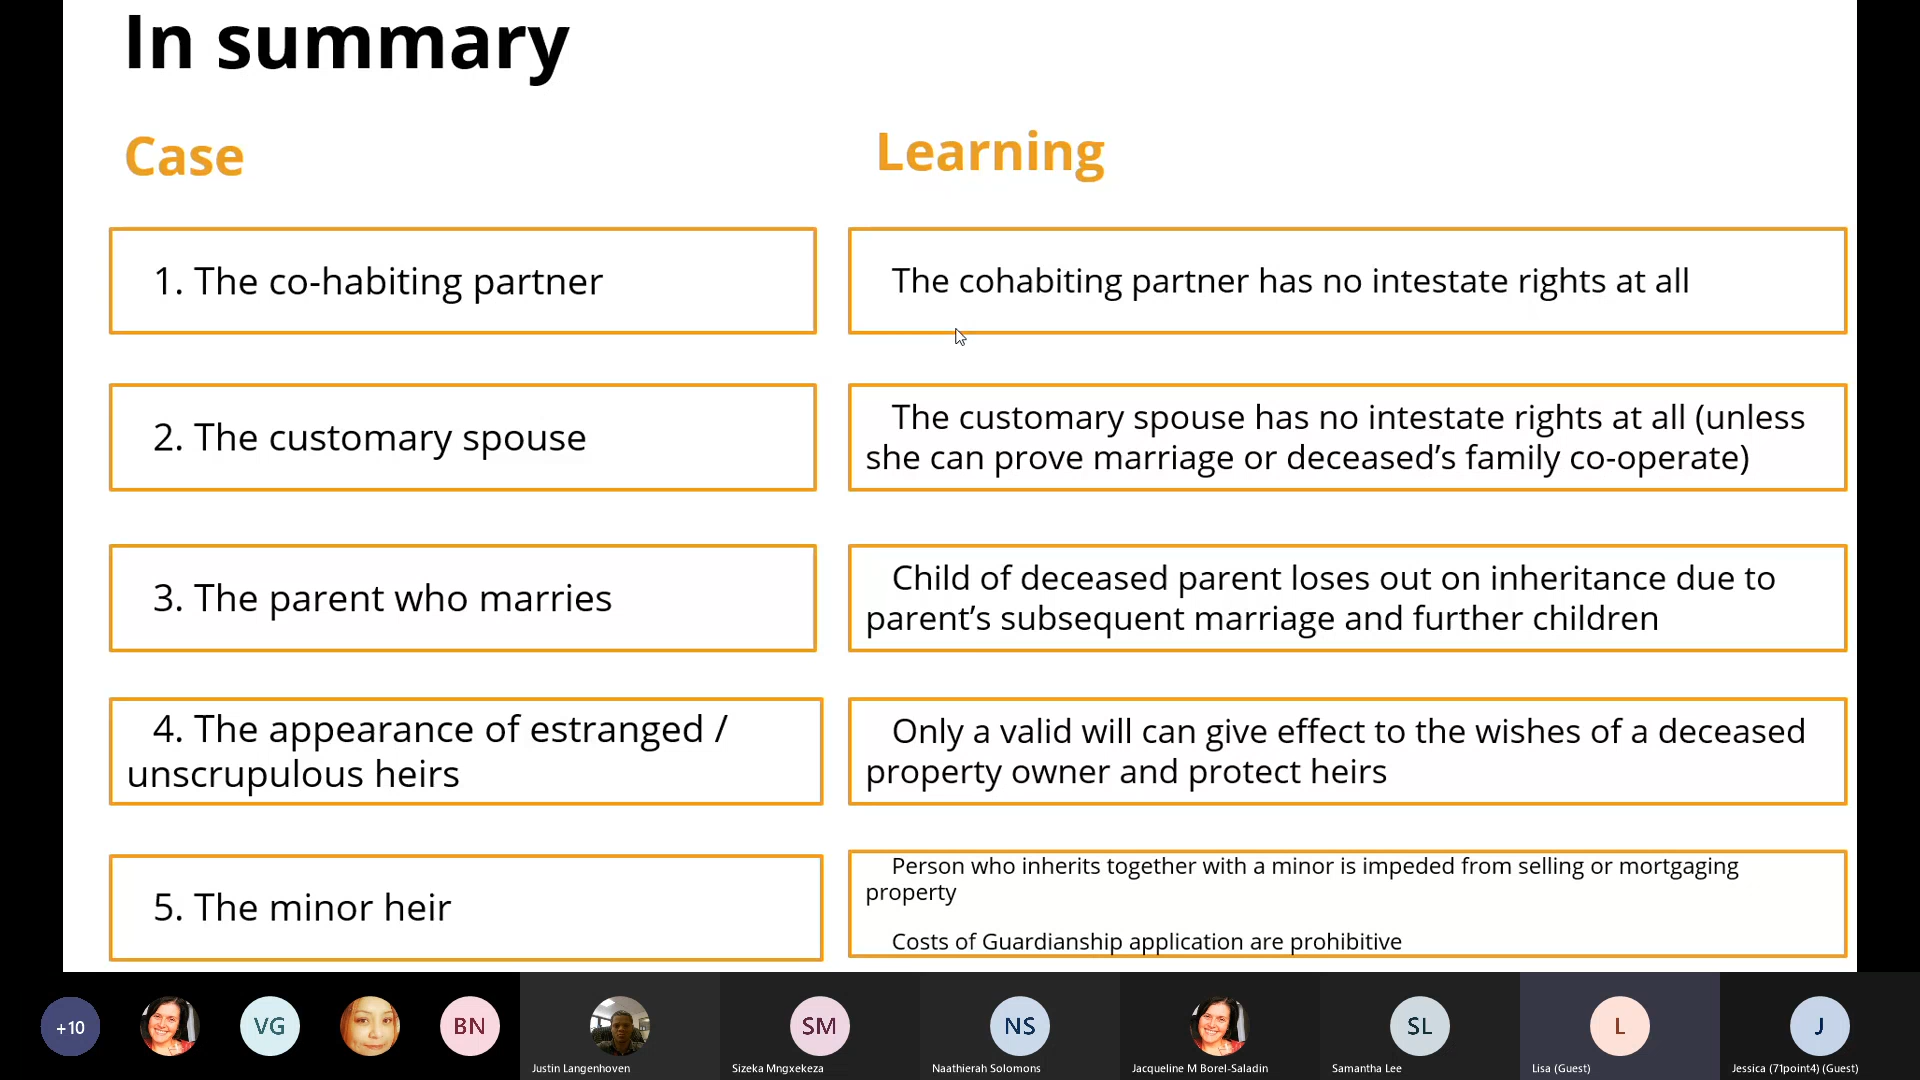 In summary
Case
Learning
1. The co-habiting partner
The cohabiting partner has no intestate rights at all
2. The customary spouse
The customary spouse has no intestate rights at all (unless
she can prove marriage or deceased’s family co-operate)
3. The parent who marries
Child of deceased parent loses out on inheritance due to
parent’s subsequent marriage and further children
4. The appearance of estranged /
unscrupulous heirs
Only a valid will can give effect to the wishes of a deceased
property owner and protect heirs
5. The minor heir
Person who inherits together with a minor is impeded from selling or mortgaging
property
Costs of Guardianship application are prohibitive
+10
VG
BN
SM
NS
SL
L
J
Justin Langenhoven
Sizeka Mngxekeza
Naathierah Solomons
Jacqueline M Borel-Saladin
Samantha Lee
Lisa (Guest)
Jessica (71point4) (Guest)